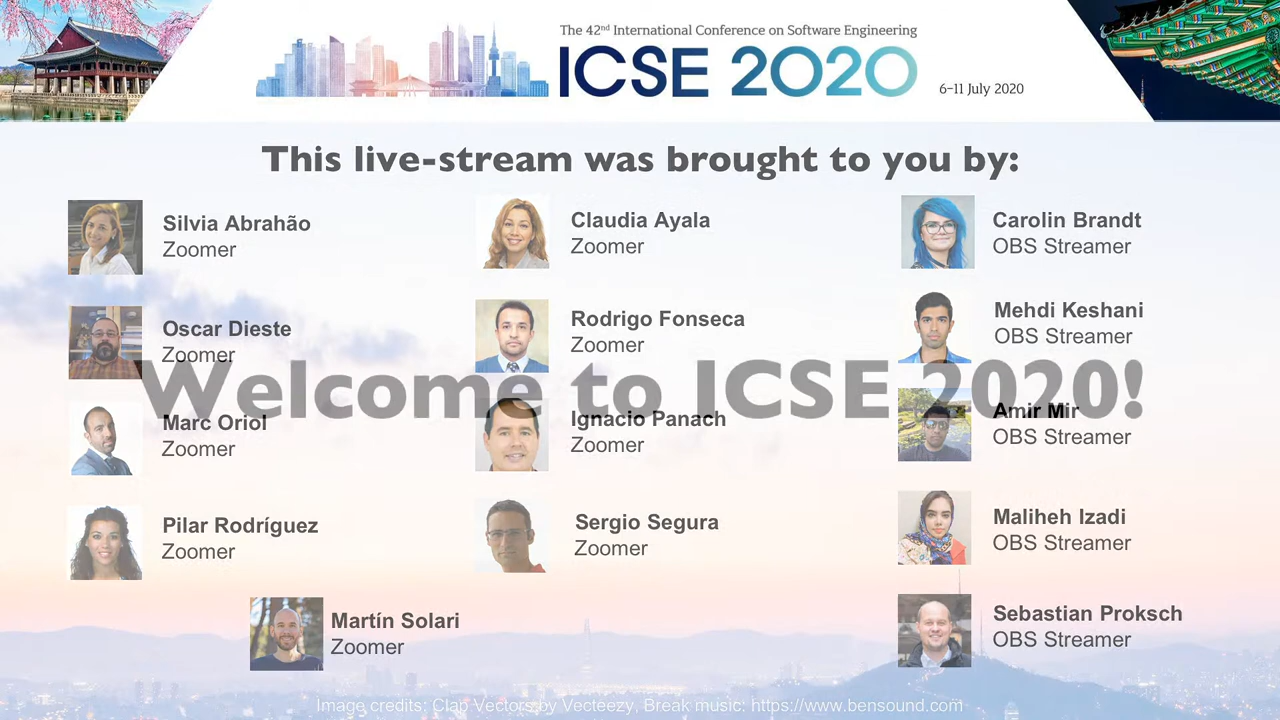 The 42nd International Conference on Software Engineering
ICSE 2020
6-11 July 2020
This live-stream was brought to you by:
Silvia Abrahão
Zoomer
Claudia Ayala
Zoomer
Carolin Brandt
OBS Streamer
Oscar Dieste
Zoomer
Rodrigo Fonseca
Zoomer
Mehdi Keshani
OBS Streamer
Welcome to ICSE 2020!
Marc Oriol
Zoomer
Ignacio Panach
Zoomer
Amir Mir
OBS Streamer
Pilar Rodríguez
Zoomer
Sergio Segura
Zoomer
Maliheh Izadi
OBS Streamer
Martín Solari
Zoomer
Sebastian Proksch
OBS Streamer
Image credits: Clap Vectors by Vecteezy, Break music: https://www.bensound.com